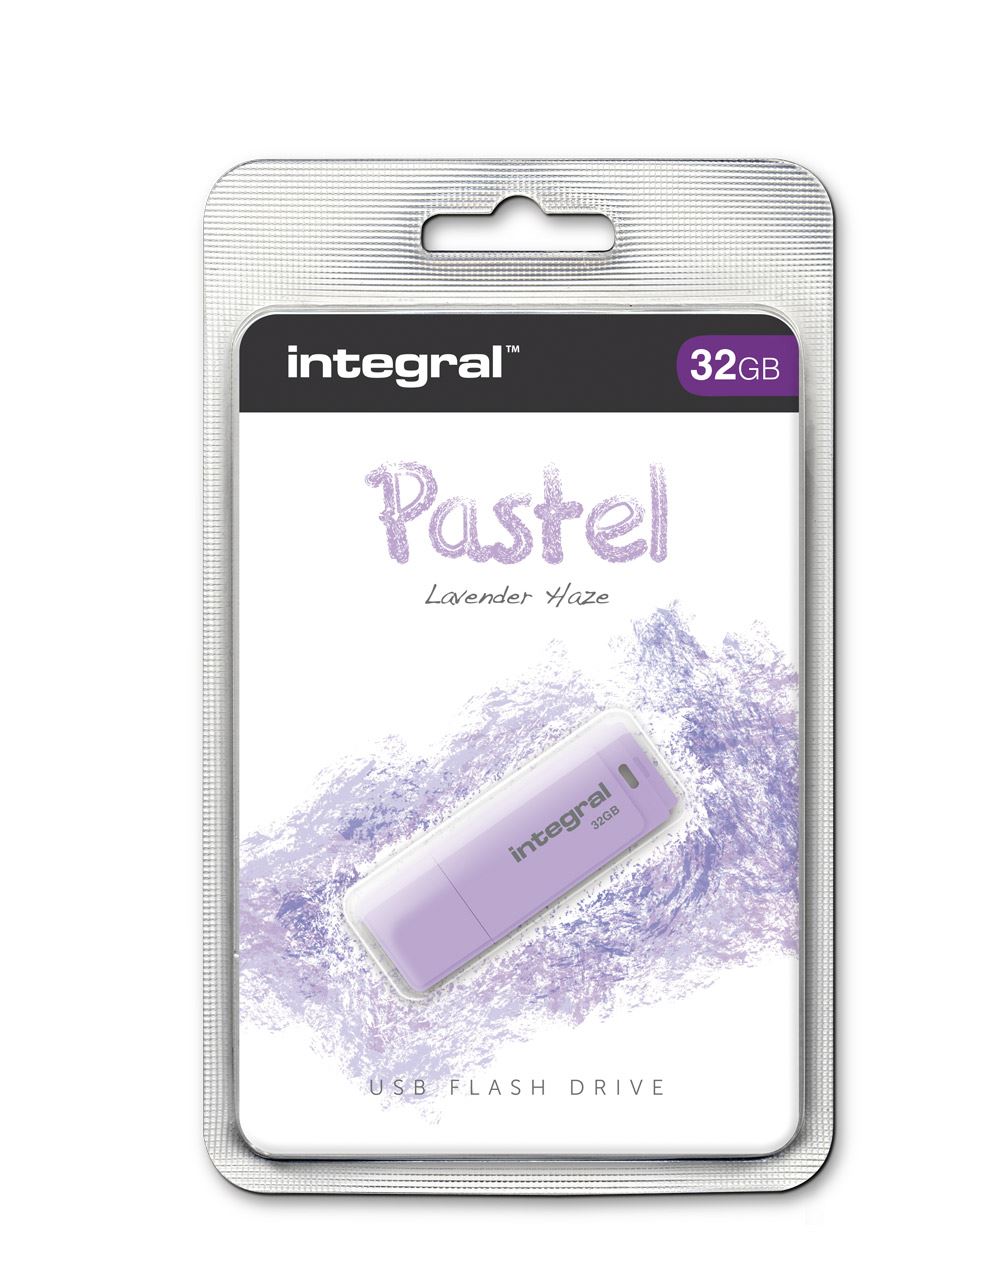 integral™
32GB
Pastel
Lavender Haze
integral
32GB
USB FLASH DRIVE